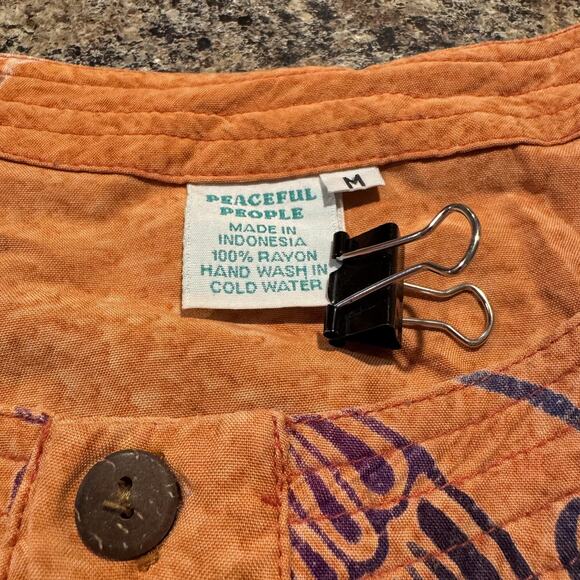 PEACEFUL
PEOPLE
MADE IN
INDONESIA
100% RAYON
HAND WASH IN
COLD WATER
M